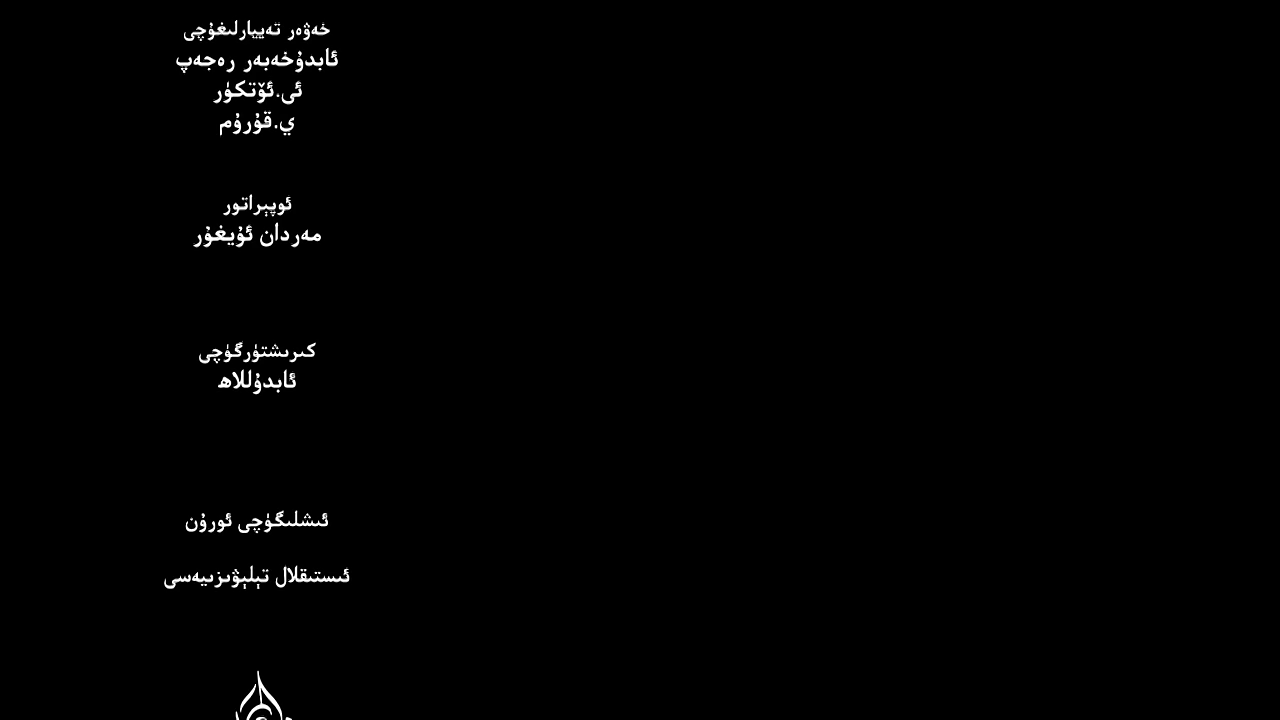 خەۋەر تەييارلىغۇچى
ئابدۇخەبەر رەجەپ
ئى.ئۆتكۈر
ي.قۇرۇم
ئوپېراتور
مەردان ئۇيغۇر
كىرىشتۈرگۈچى
ئابدۇللاھ
ئىشلىگۈچى ئورۇن
ئىستىقلال تېلېۋىزىيەسى